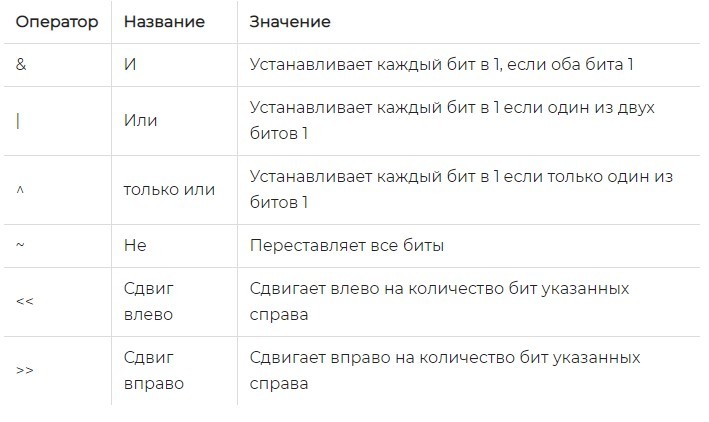 Оператор Название Значение
& И Устанавливает каждый бит в 1, если оба бита 1
| Или Устанавливает каждый бит в 1 если один из двух
битов 1
^ только или Устанавливает каждый бит в 1 если только один из
битов 1
~ Не Переставляет все биты
<< Сдвиг
влево Сдвигает влево на количество бит указанных
справа
>> Сдвиг
вправо Сдвигает вправо на количество бит указанных
справа